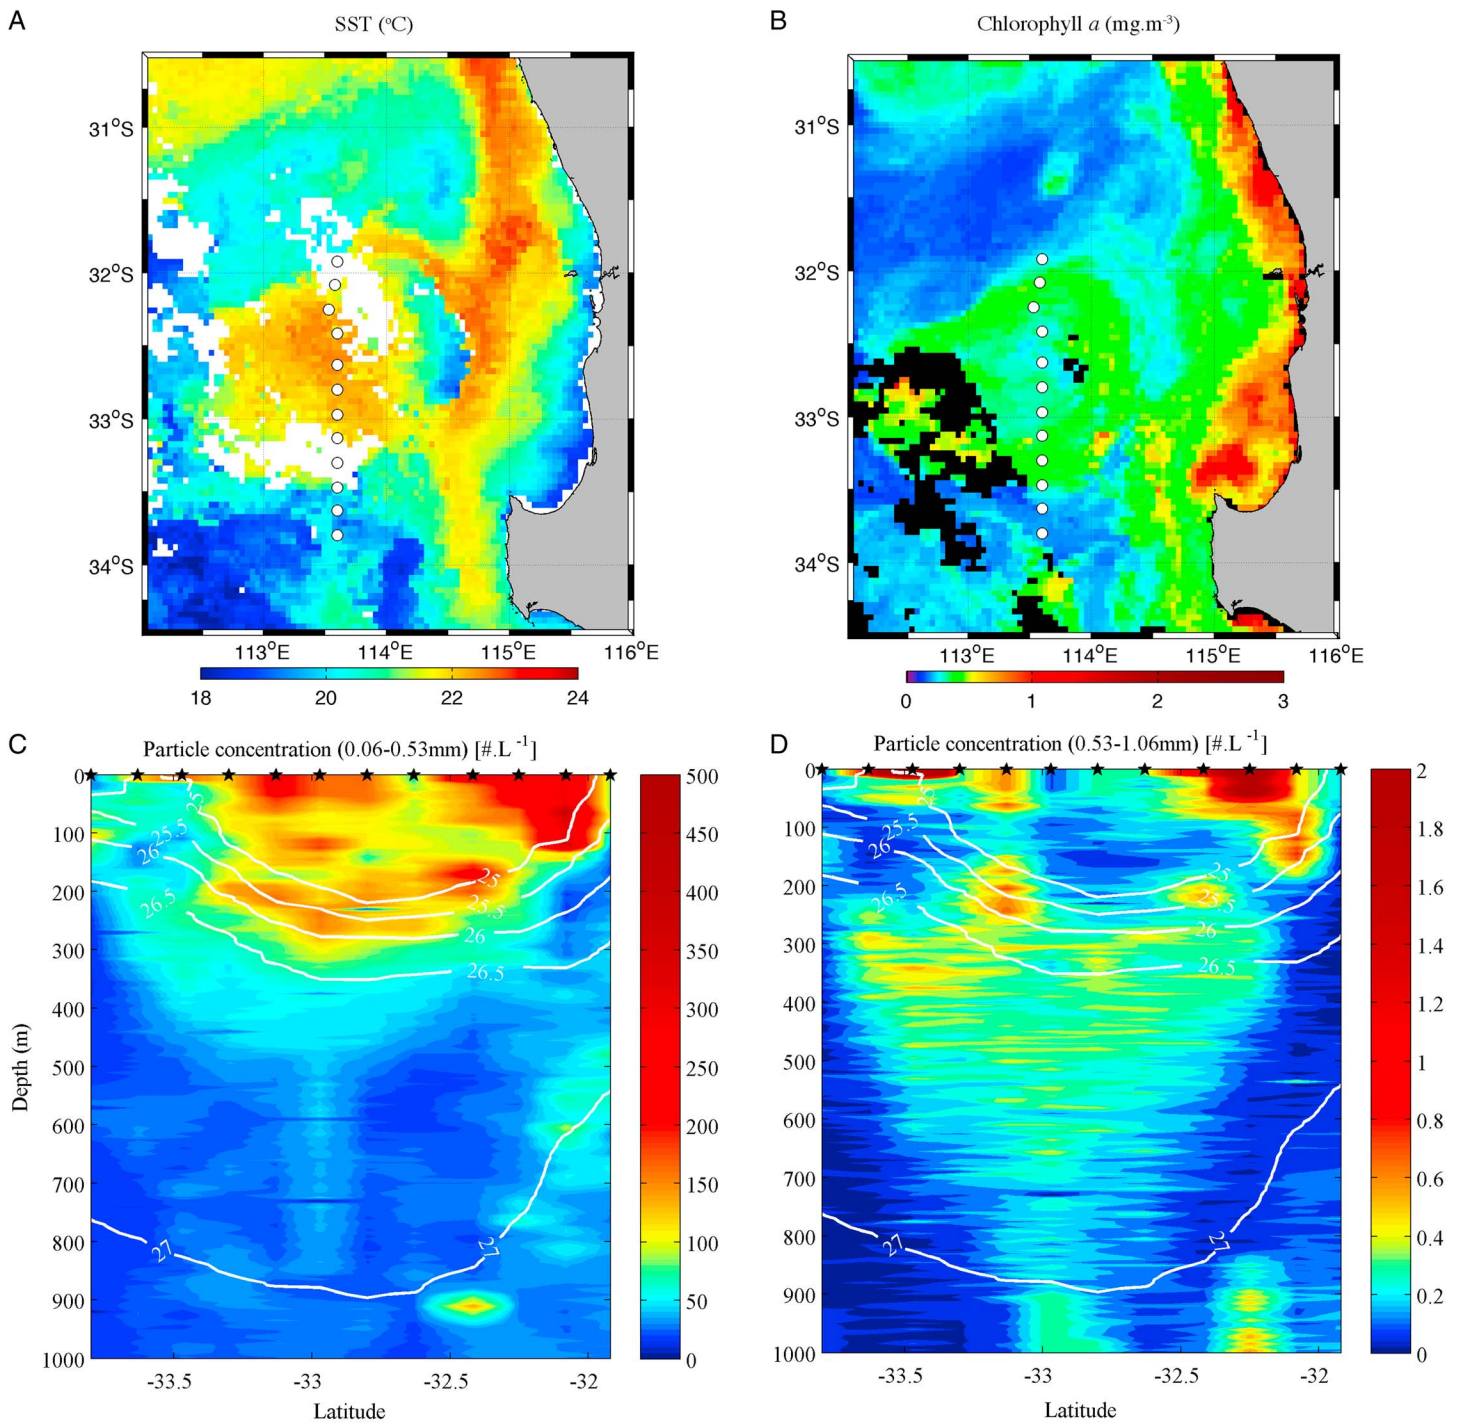 A
SST (°C)
31°S
32°S
33°S
34°S
113°E
114°E
115°E
116°E
18
20
22
24
B
Chlorophyll a (mg.m-3)
31°S
32°S
33°S
34°S
113°E
114°E
115°E
116°E
0
1
2
3
C
Particle concentration (0.06-0.53mm) [#.L -1]
0
100
200
300
400
500
600
700
800
900
1000
Depth (m)
25
25.5
26
26.5
25
25.5
26
26.5
27
27
-33.5
-33
-32.5
-32
Latitude
500
450
400
350
300
250
200
150
100
50
0
D
Particle concentration (0.53-1.06mm) [#.L -1]
0
100
200
300
400
500
600
700
800
900
1000
25
25.5
26
26.5
25
25.5
26
26.5
27
27
-33.5
-33
-32.5
-32
Latitude
2
1.8
1.6
1.4
1.2
1
0.8
0.6
0.4
0.2
0